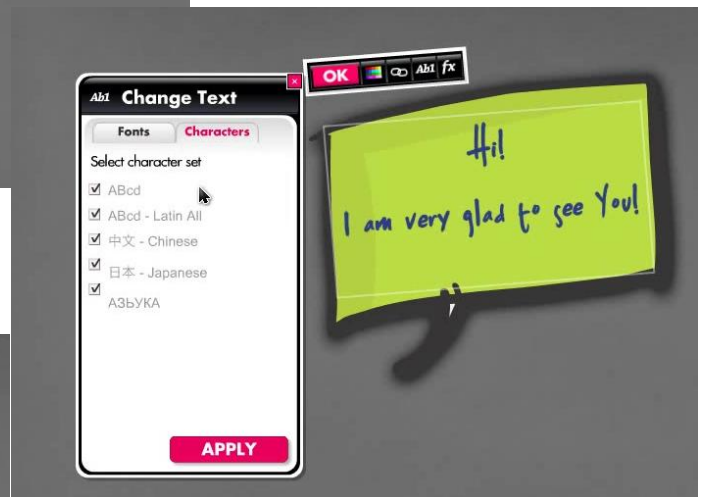 Ab1 Change Text
Fonts Characters
Select character set
ABcd
ABcd - Latin All
中文 - Chinese
日本 - Japanese
АЗЬУКА
APPLY
OK Ab1 fx
Hi!
I am very glad to see You!